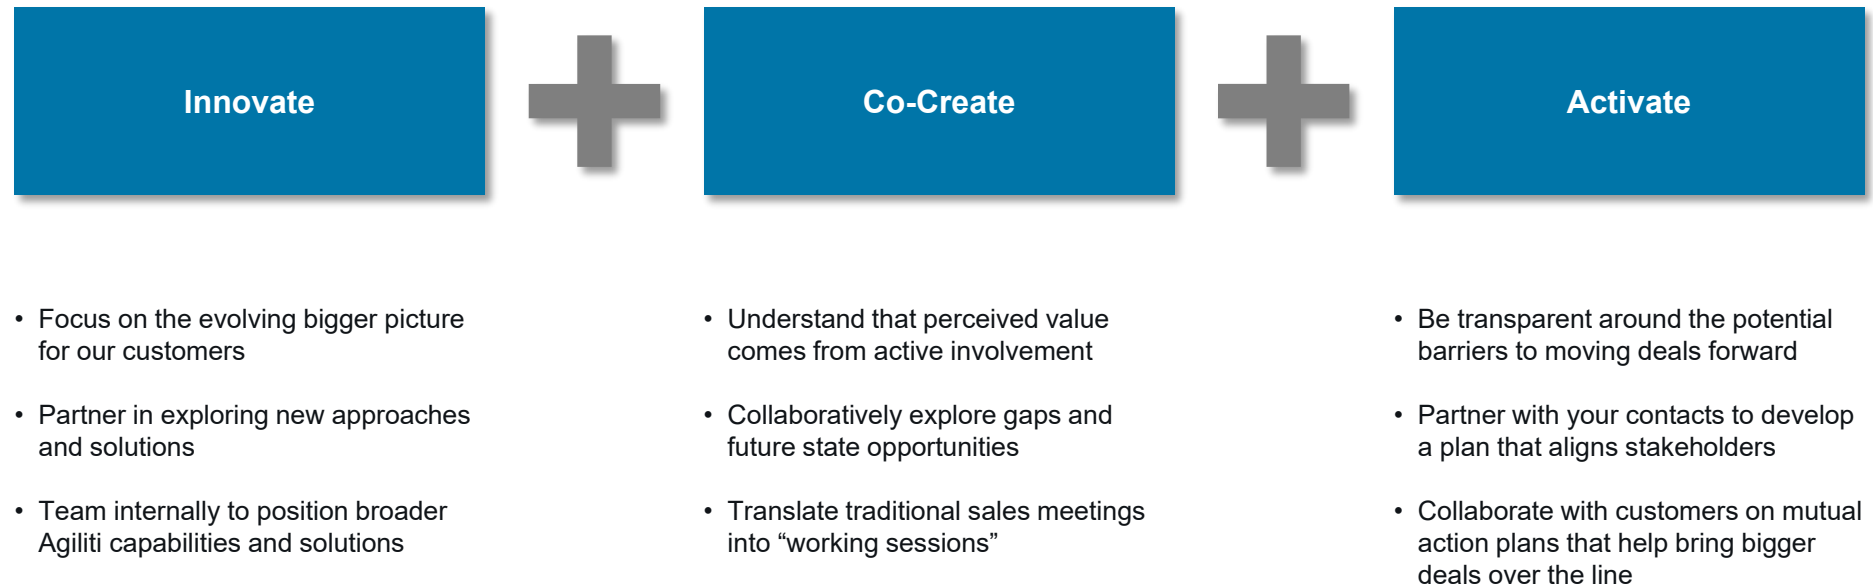 Innovate
Co-Create
Activate
• Focus on the evolving bigger picture
for our customers
• Partner in exploring new approaches
and solutions
• Team internally to position broader
Agiliti capabilities and solutions
• Understand that perceived value
comes from active involvement
• Collaboratively explore gaps and
future state opportunities
• Translate traditional sales meetings
into “working sessions”
• Be transparent around the potential
barriers to moving deals forward
• Partner with your contacts to develop
a plan that aligns stakeholders
• Collaborate with customers on mutual
action plans that help bring bigger
deals over the line